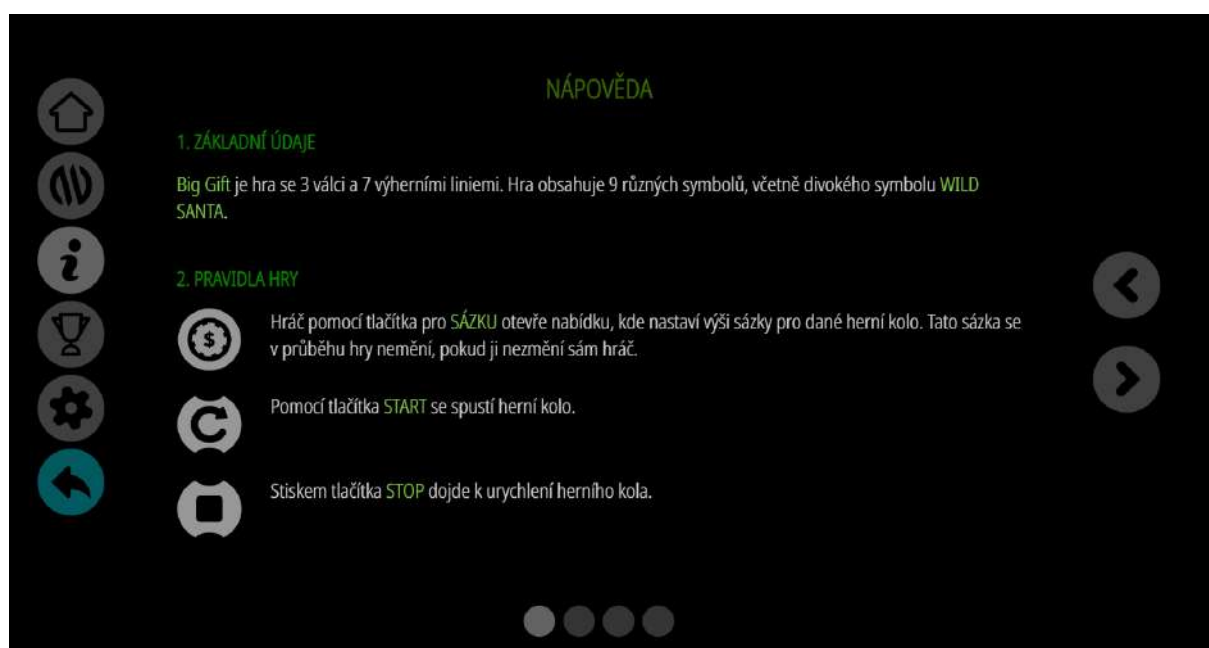 NÁPOVĚDA
1. ZÁKLADNÍ ÚDAJE
Big Gift je hra se 3 válci a 7 výherními liniemi. Hra obsahuje 9 různých symbolů, včetně divokého symbolu WILD
SANTA.
2. PRAVIDLA HRY
Hráč pomocí tlačítka pro SÁZKU otevře nabídku, kde nastaví výši sázky pro dané herní kolo. Tato sázka se
v průběhu hry nemění, pokud ji nezmění sám hráč.
Pomocí tlačítka START se spustí herní kolo.
Stiskem tlačítka STOP dojde k urychlení herního kola.